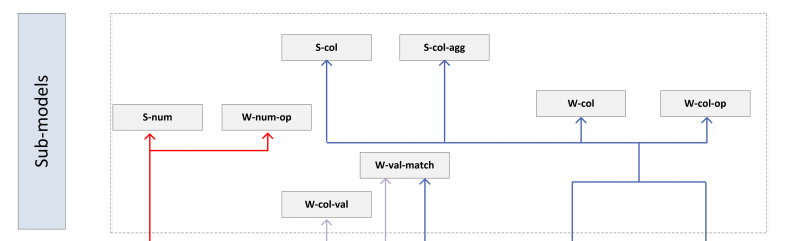 Sub-models
S-col
S-col-agg
W-col
W-col-op
S-num
W-num-op
W-val-match
W-col-val